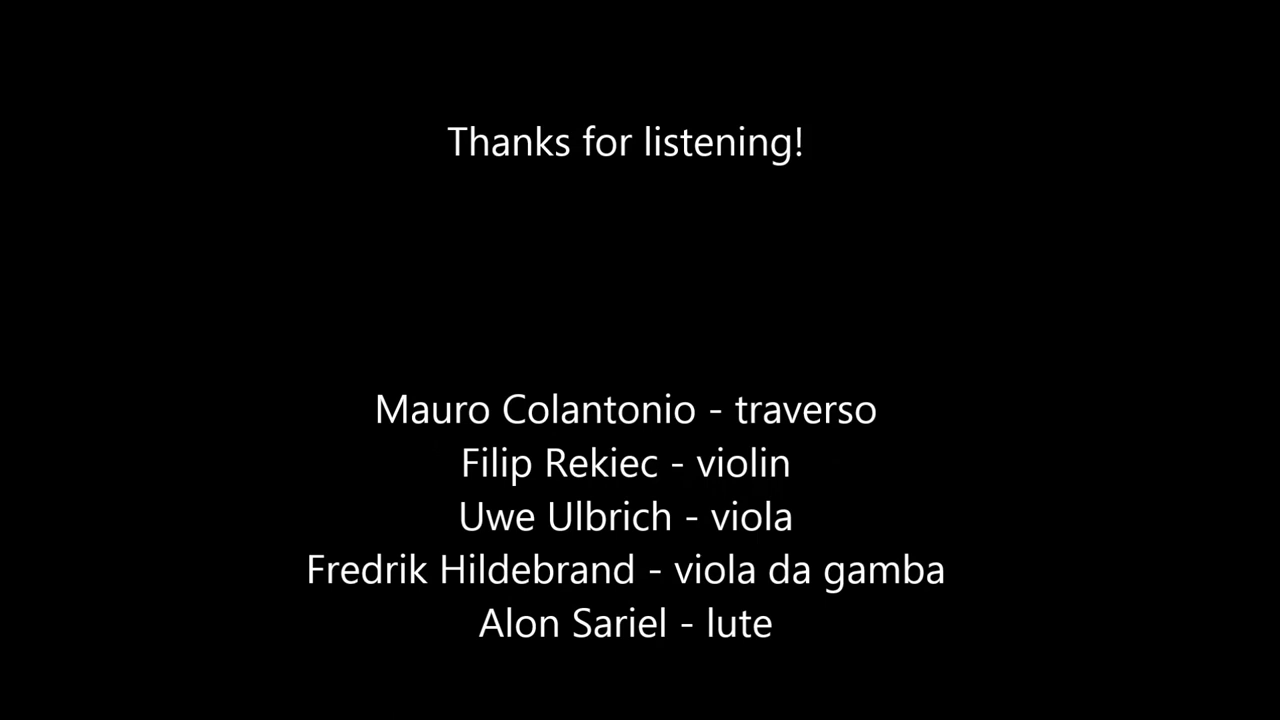 Thanks for listening!
Mauro Colantonio - traverso
Filip Rekiec - violin
Uwe Ulbrich - viola
Fredrik Hildebrand - viola da gamba
Alon Sariel - lute